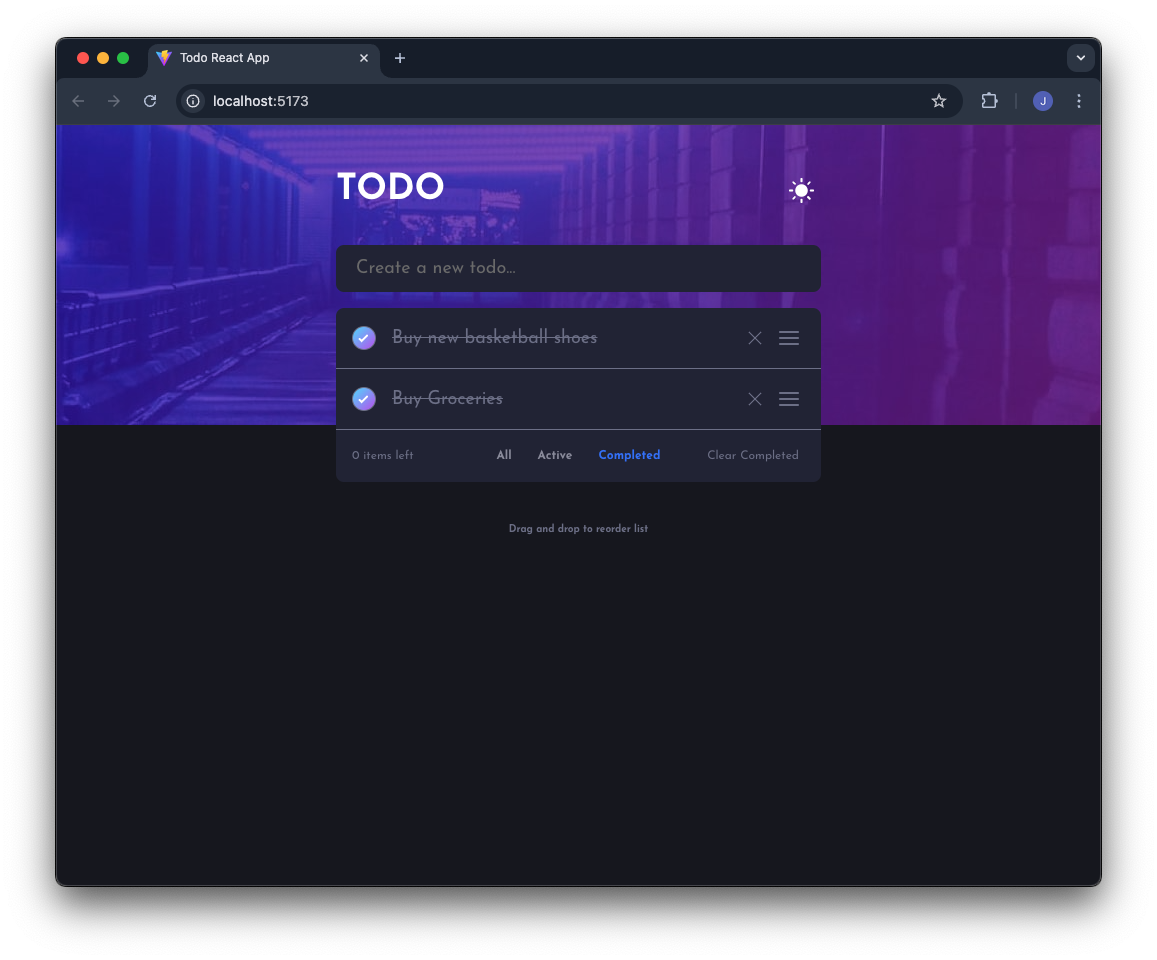 Todo React App
localhost:5173
J
TODO
Create a new todo...
Buy new basketball shoes
Buy Groceries
0 items left All Active Completed Clear Completed
Drag and drop to reorder list